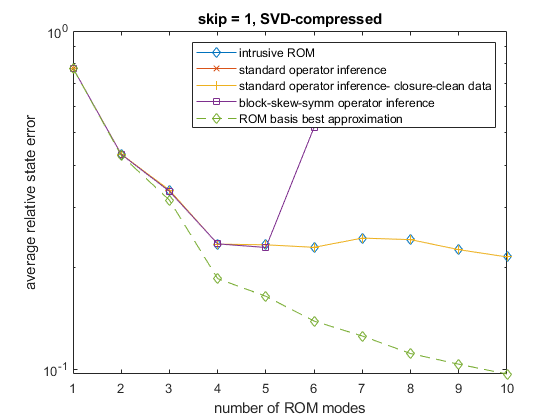 skip = 1, SVD-compressed
10^0
intrusive ROM
standard operator inference
standard operator inference- closure-clean data
block-skew-symm operator inference
ROM basis best approximation
average relative state error
10^-1
1 2 3 4 5 6 7 8 9 10
number of ROM modes